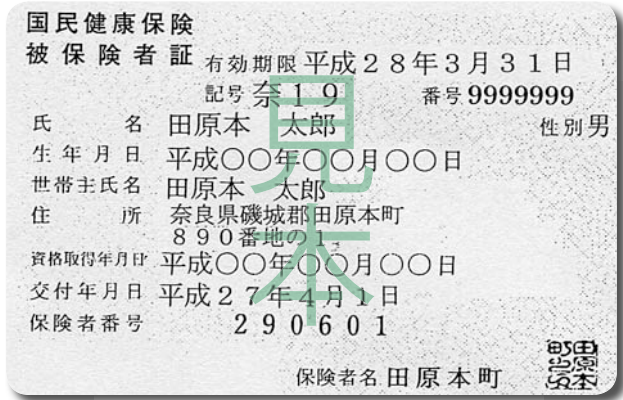 国民健康保険
被保険者証 有効期限 平成28年3月31日
記号 奈19 番号 9999999
氏名 田原本 太郎 性別 男
生年月日 平成〇〇年〇〇月〇〇日
世帯主氏名 田原本 太郎
住所 奈良県磯城郡田原本町
890番地の1
資格取得年月日 平成〇〇年〇〇月〇〇日
交付年月日 平成27年4月1日
保険者番号 290601
保険者名 田原本町
見本